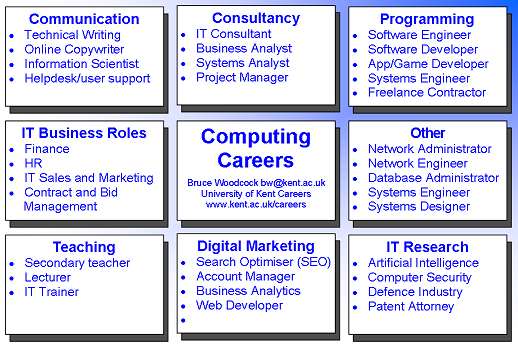 Communication
• Technical Writing
• Online Copywriter
• Information Scientist
• Helpdesk/user support
Consultancy
• IT Consultant
• Business Analyst
• Systems Analyst
• Project Manager
Programming
• Software Engineer
• Software Developer
• App/Game Developer
• Systems Engineer
• Freelance Contractor
IT Business Roles
• Finance
• HR
• IT Sales and Marketing
• Contract and Bid
Management
Computing
Careers
Bruce Woodcock bw@kent.ac.uk
University of Kent Careers
www.kent.ac.uk/careers
Other
• Network Administrator
• Network Engineer
• Database Administrator
• Systems Engineer
• Systems Designer
Teaching
• Secondary teacher
• Lecturer
• IT Trainer
Digital Marketing
• Search Optimiser (SEO)
• Account Manager
• Business Analytics
• Web Developer
•
IT Research
• Artificial Intelligence
• Computer Security
• Defence Industry
• Patent Attorney